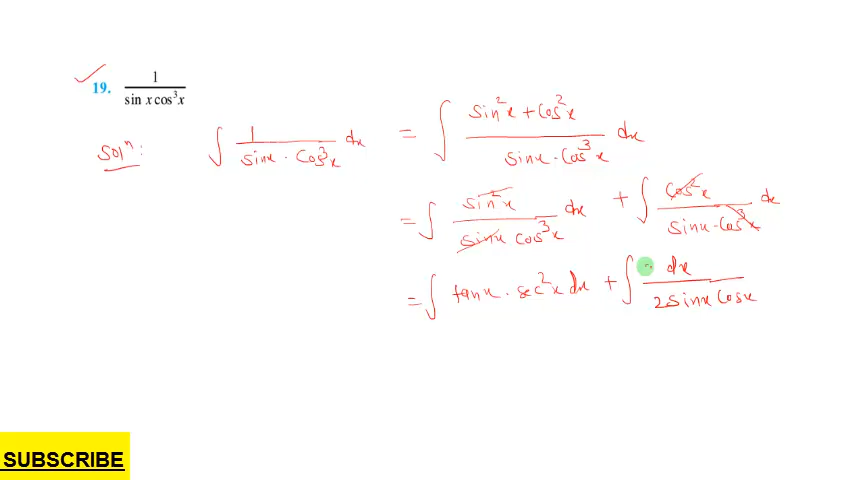 19. 1 / sin x cos³x
Solⁿ: ∫ 1 / sinx · cos³x dx = ∫ sin²x + cos²x / sinx · cos³x dx
= ∫ sin²x / sinx cos³x dx + ∫ cos²x / sinx · cos³x dx
= ∫ tanx · sec²x dx + ∫ dx / 2 sinx cosx
SUBSCRIBE